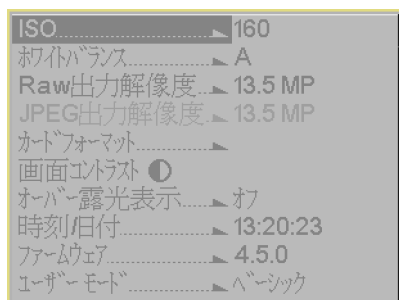 ISO..................► 160
ﾎﾜｲﾄﾊﾞﾗﾝｽ..............► A
Raw出力解像度...► 13.5 MP
JPEG出力解像度..► 13.5 MP
ｶｰﾄﾞﾌｫｰﾏｯﾄ.............►
画面ｺﾝﾄﾗｽﾄ
ｵｰﾊﾞｰ露光表示......► ｵﾌ
時刻/日付..............► 13:20:23
ﾌｧｰﾑｳｪｱ................► 4.5.0
ﾕｰｻﾞｰ ﾓｰﾄﾞ..............► ﾍﾞｰｼｯｸ